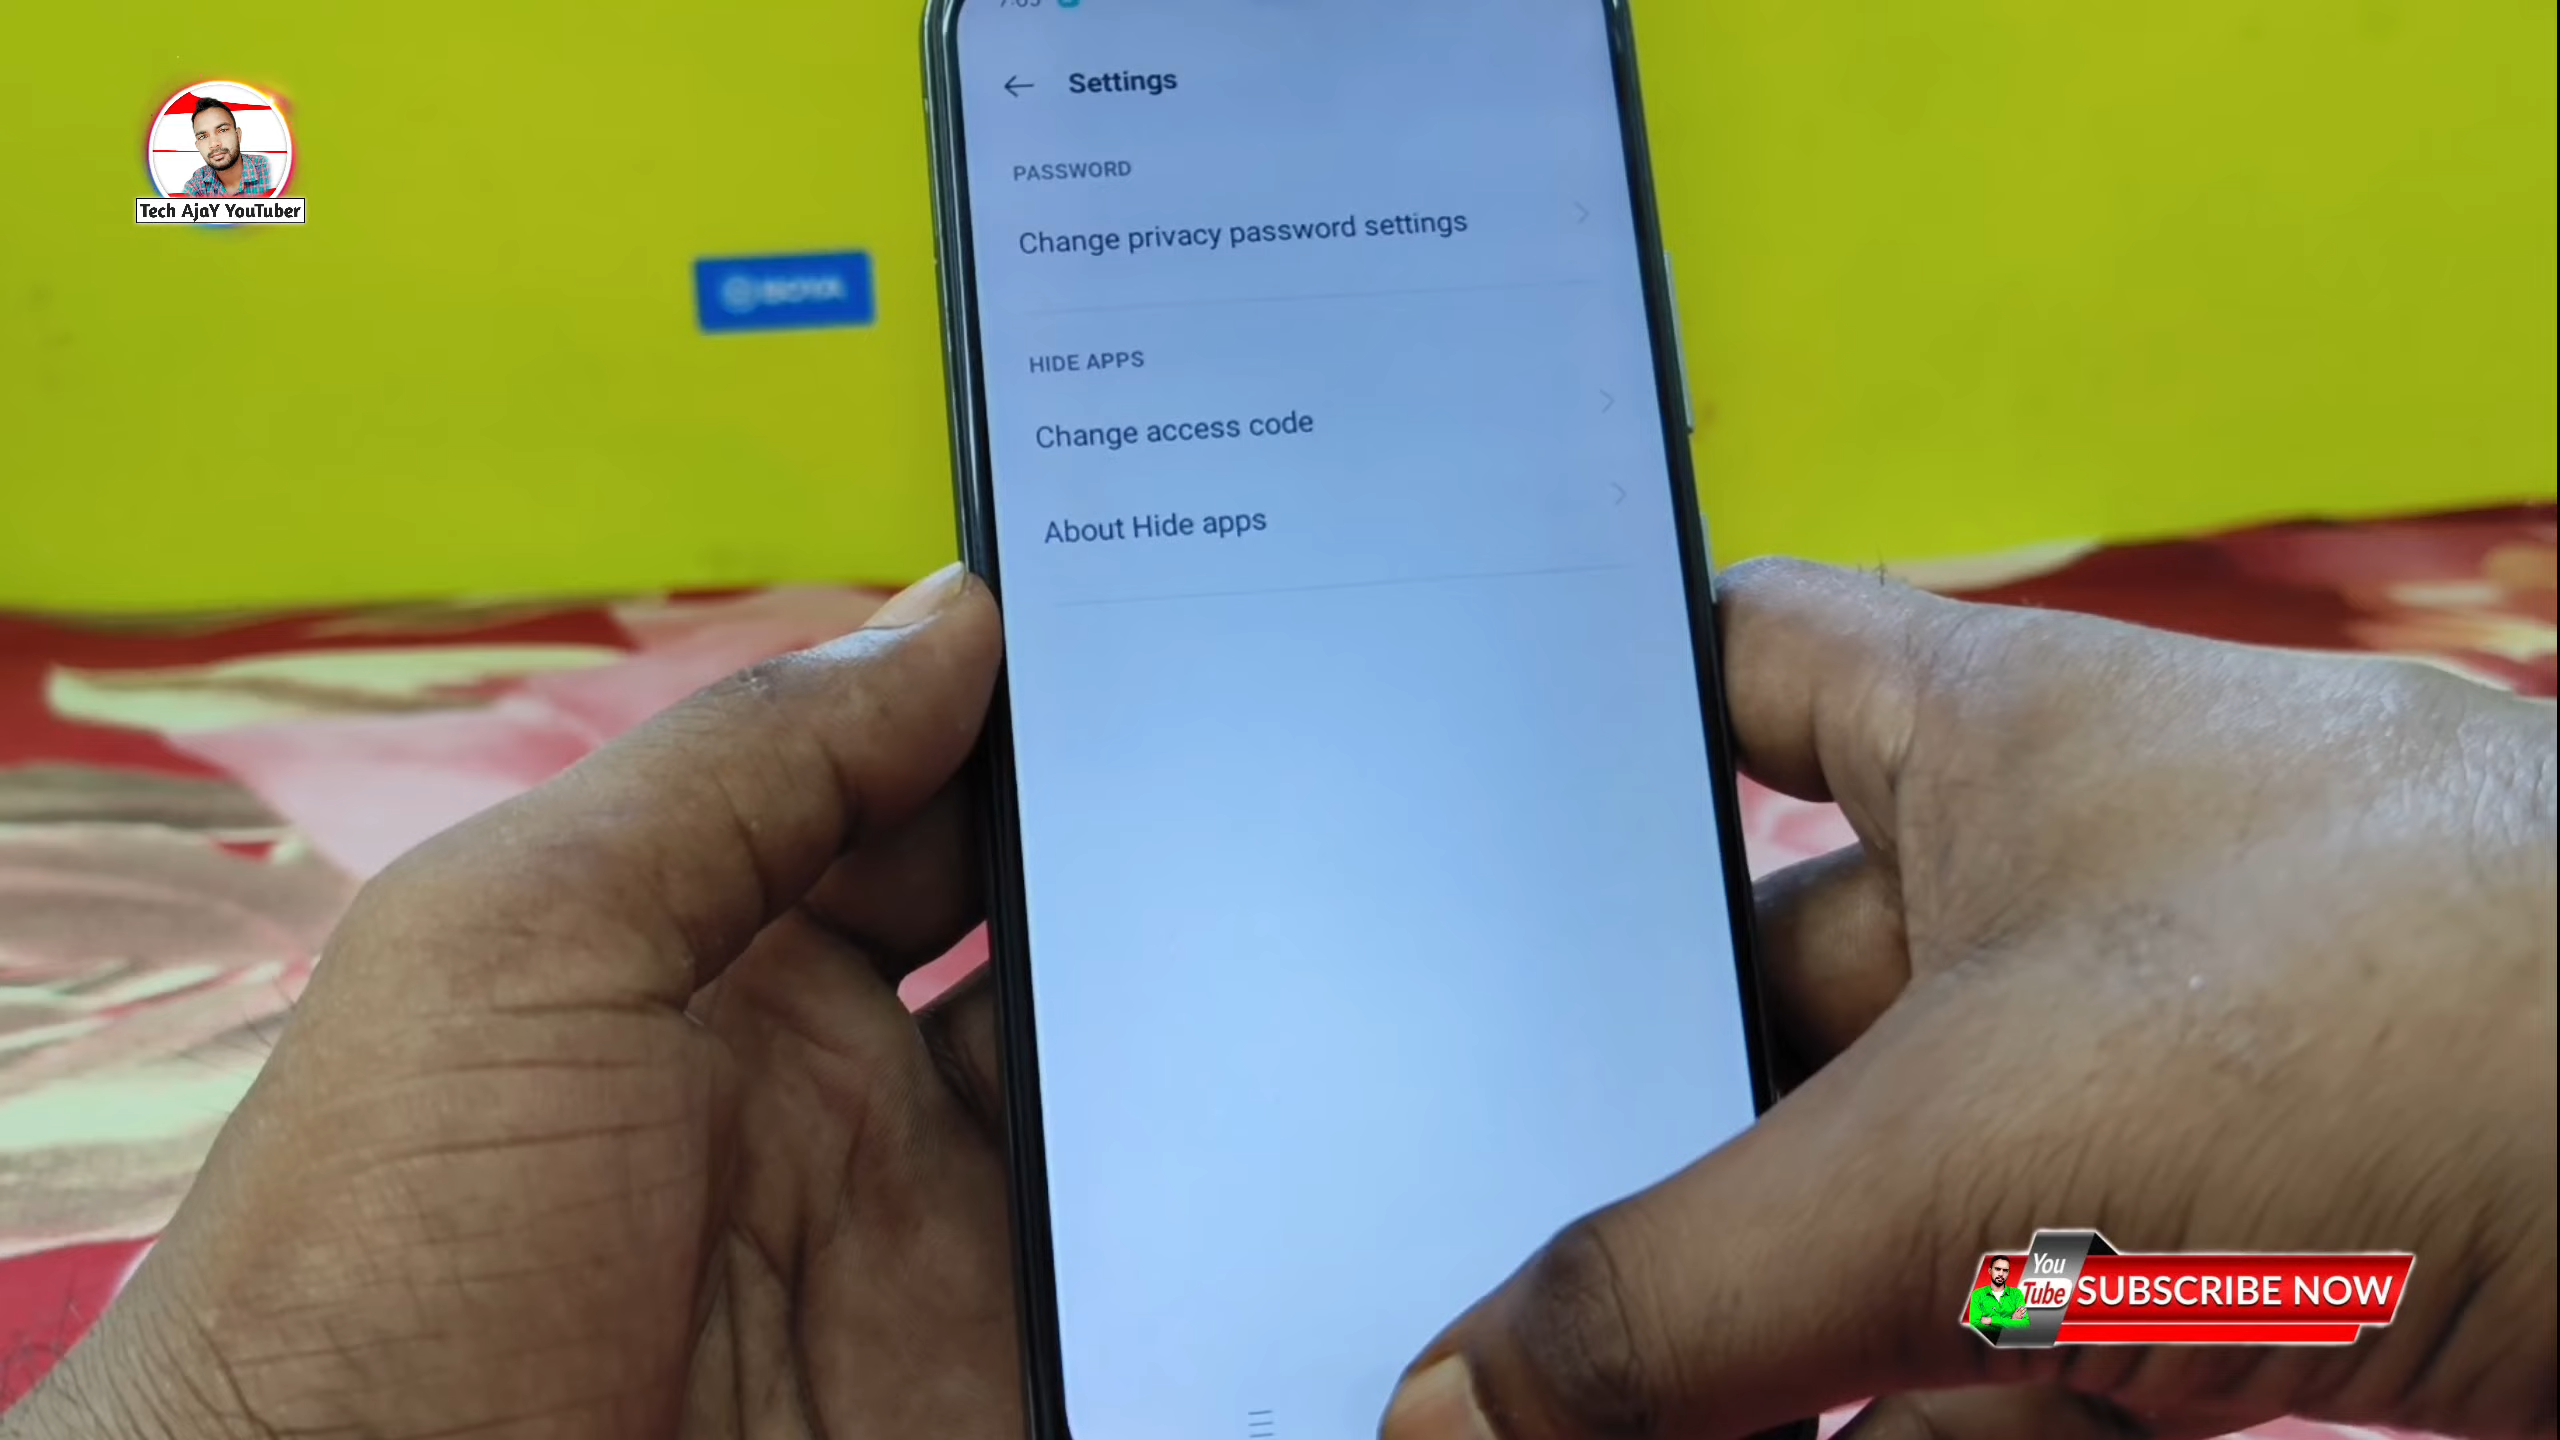 Settings
PASSWORD
Change privacy password settings
HIDE APPS
Change access code
About Hide apps
Tech AjaY YouTuber
You
Tube
SUBSCRIBE NOW